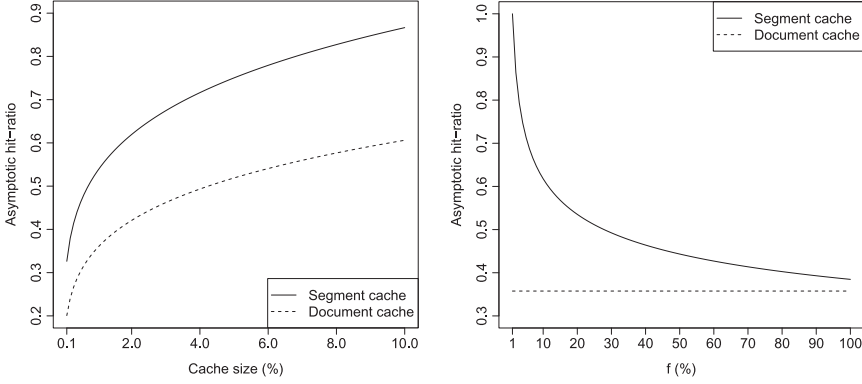 Asymptotic hit-ratio
0.9
0.8
0.7
0.6
0.5
0.4
0.3
0.2
Segment cache
Document cache
0.1 2.0 4.0 6.0 8.0 10.0
Cache size (%)
Asymptotic hit-ratio
1.0
0.9
0.8
0.7
0.6
0.5
0.4
0.3
Segment cache
Document cache
1 10 20 30 40 50 60 70 80 90 100
f (%)